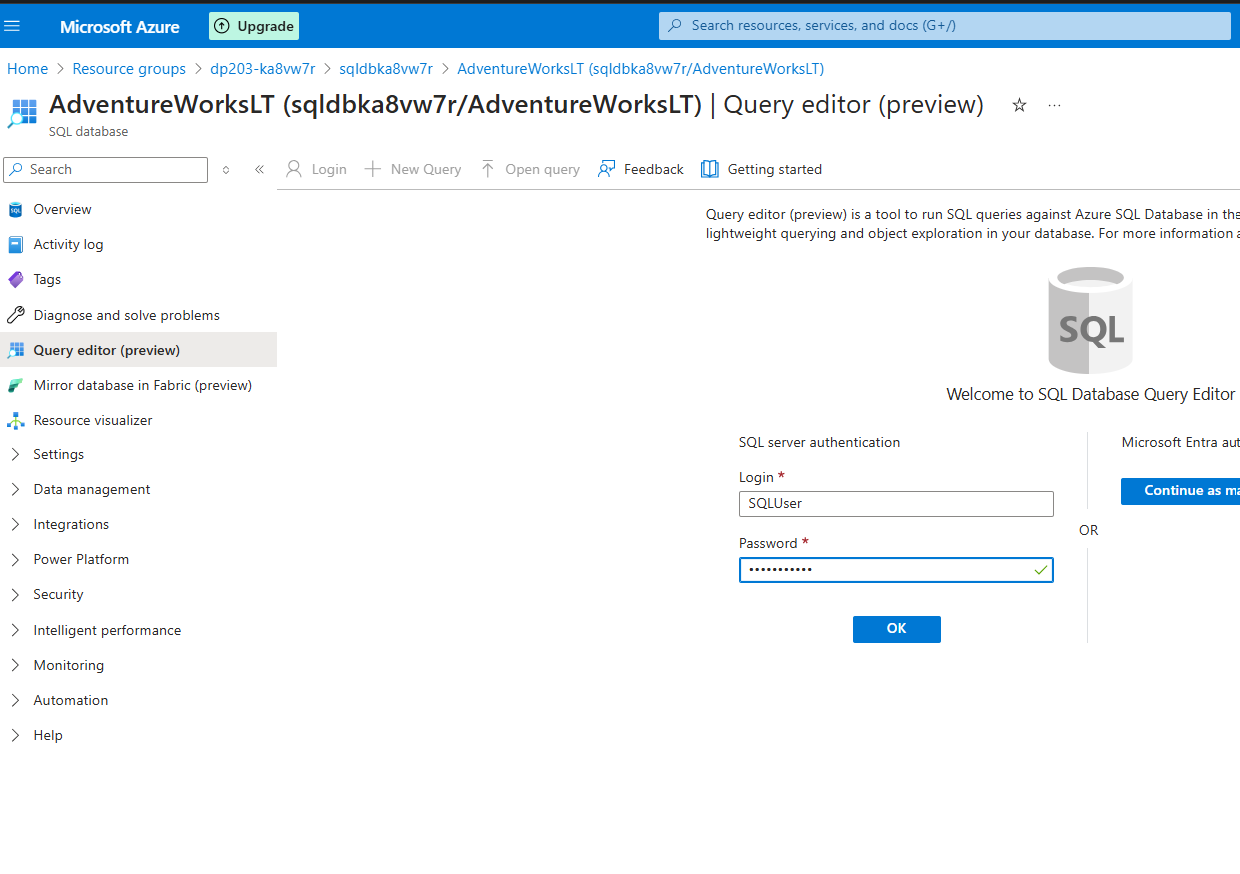 Microsoft Azure
Upgrade
Search resources, services, and docs (G+/)
Home > Resource groups > dp203-ka8vw7r > sqldbka8vw7r > AdventureWorksLT (sqldbka8vw7r/AdventureWorksLT)
AdventureWorksLT (sqldbka8vw7r/AdventureWorksLT) | Query editor (preview)
SQL database
Search
Login
New Query
Open query
Feedback
Getting started
SQL
Overview
Activity log
Tags
Diagnose and solve problems
Query editor (preview)
Mirror database in Fabric (preview)
Resource visualizer
Settings
Data management
Integrations
Power Platform
Security
Intelligent performance
Monitoring
Automation
Help
Query editor (preview) is a tool to run SQL queries against Azure SQL Database in the
lightweight querying and object exploration in your database. For more information
SQL
Welcome to SQL Database Query Editor
SQL server authentication
Login *
SQLUser
Password *
•••••••••••
OK
OR
Microsoft Entra
Continue as